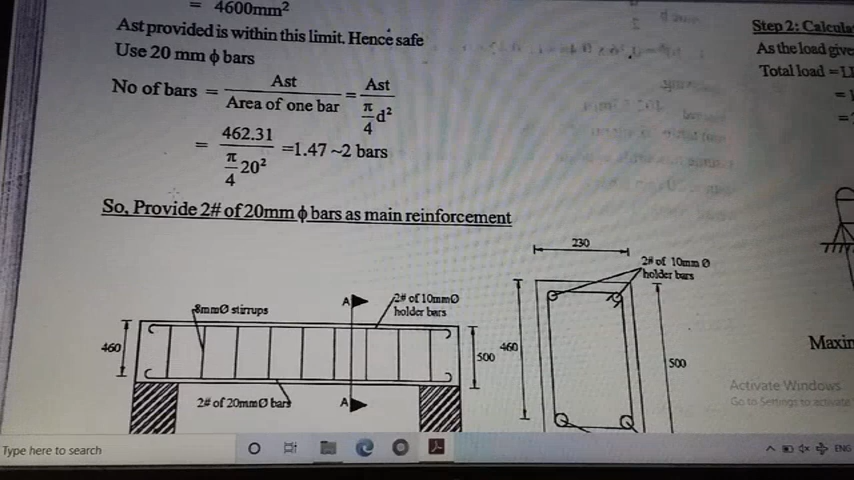 = 4600mm²
Ast provided is within this limit. Hence safe
Use 20 mm ϕ bars
No of bars = Ast / Area of one bar = Ast / π/4 d²
= 462.31 / π/4 20² =1.47 ~2 bars
So, Provide 2# of 20mm ϕ bars as main reinforcement
8mmØ stirrups
A
2# of 10mmØ
holder bars
460
500
2# of 20mmØ bars
A
230
2# of 10mm Ø
holder bars
460
500
Step 2:
As the load
Total load =
=
=
Activate Windows
Go to Settings to activate
Type here to search
ENG